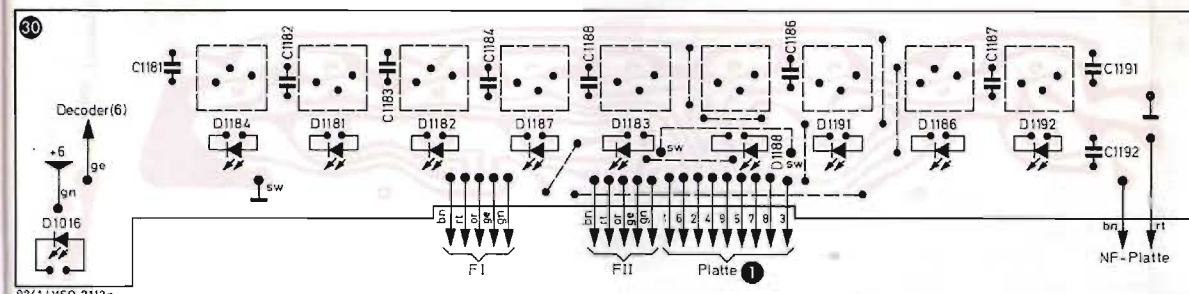 30
C1181
C1182
C1183
C1184
C1188
C1186
C1187
C1191
Decoder(6)
+6
ge
gn
D1184
D1181
D1182
D1187
D1183
sw
D1188
sw
D1191
D1186
D1192
C1192
sw
D1016
bn rt or ge gn
bn rt or ge gn 1 6 2 4 9 5 7 8 3
bn rt
FI
FII
Platte 1
NF-Platte